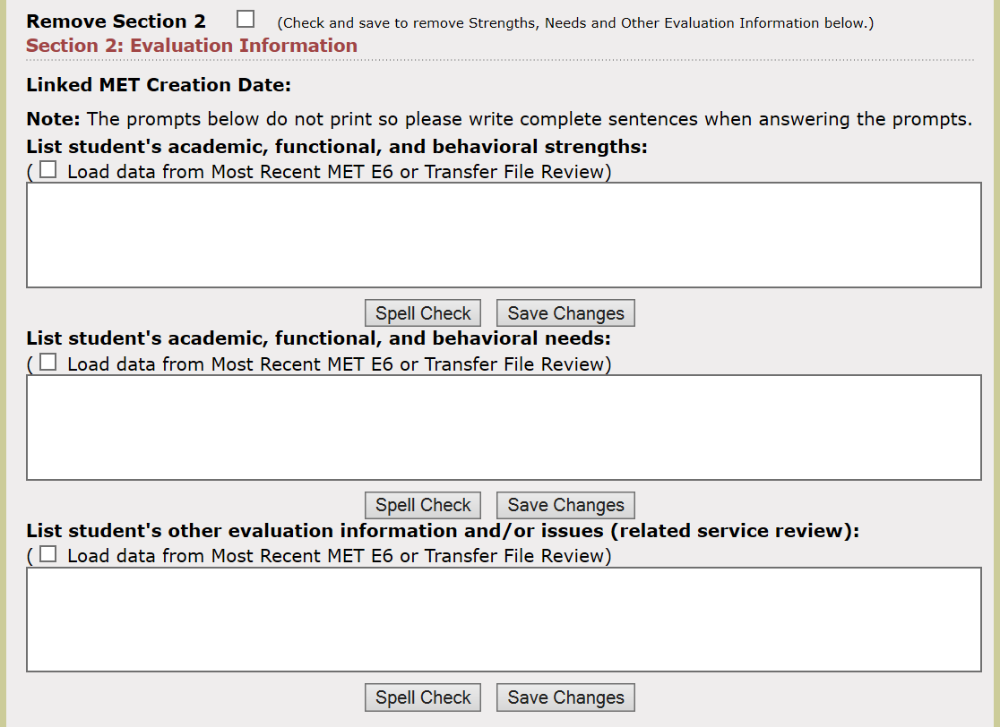 Remove Section 2 (Check and save to remove Strengths, Needs and Other Evaluation Information below.)
Section 2: Evaluation Information
Linked MET Creation Date:
Note: The prompts below do not print so please write complete sentences when answering the prompts.
List student's academic, functional, and behavioral strengths:
( Load data from Most Recent MET E6 or Transfer File Review)
Spell Check Save Changes
List student's academic, functional, and behavioral needs:
( Load data from Most Recent MET E6 or Transfer File Review)
Spell Check Save Changes
List student's other evaluation information and/or issues (related service review):
( Load data from Most Recent MET E6 or Transfer File Review)
Spell Check Save Changes